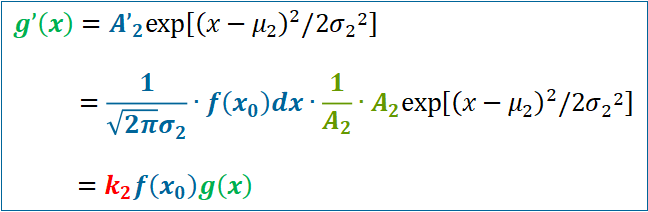 g’(x) = A’₂exp[(x − μ₂)²/2σ₂²]
= 1/√2π̅σ₂ · f(x₀)dx · 1/A₂ · A₂exp[(x − μ₂)²/2σ₂²]
= k₂f(x₀)g(x)